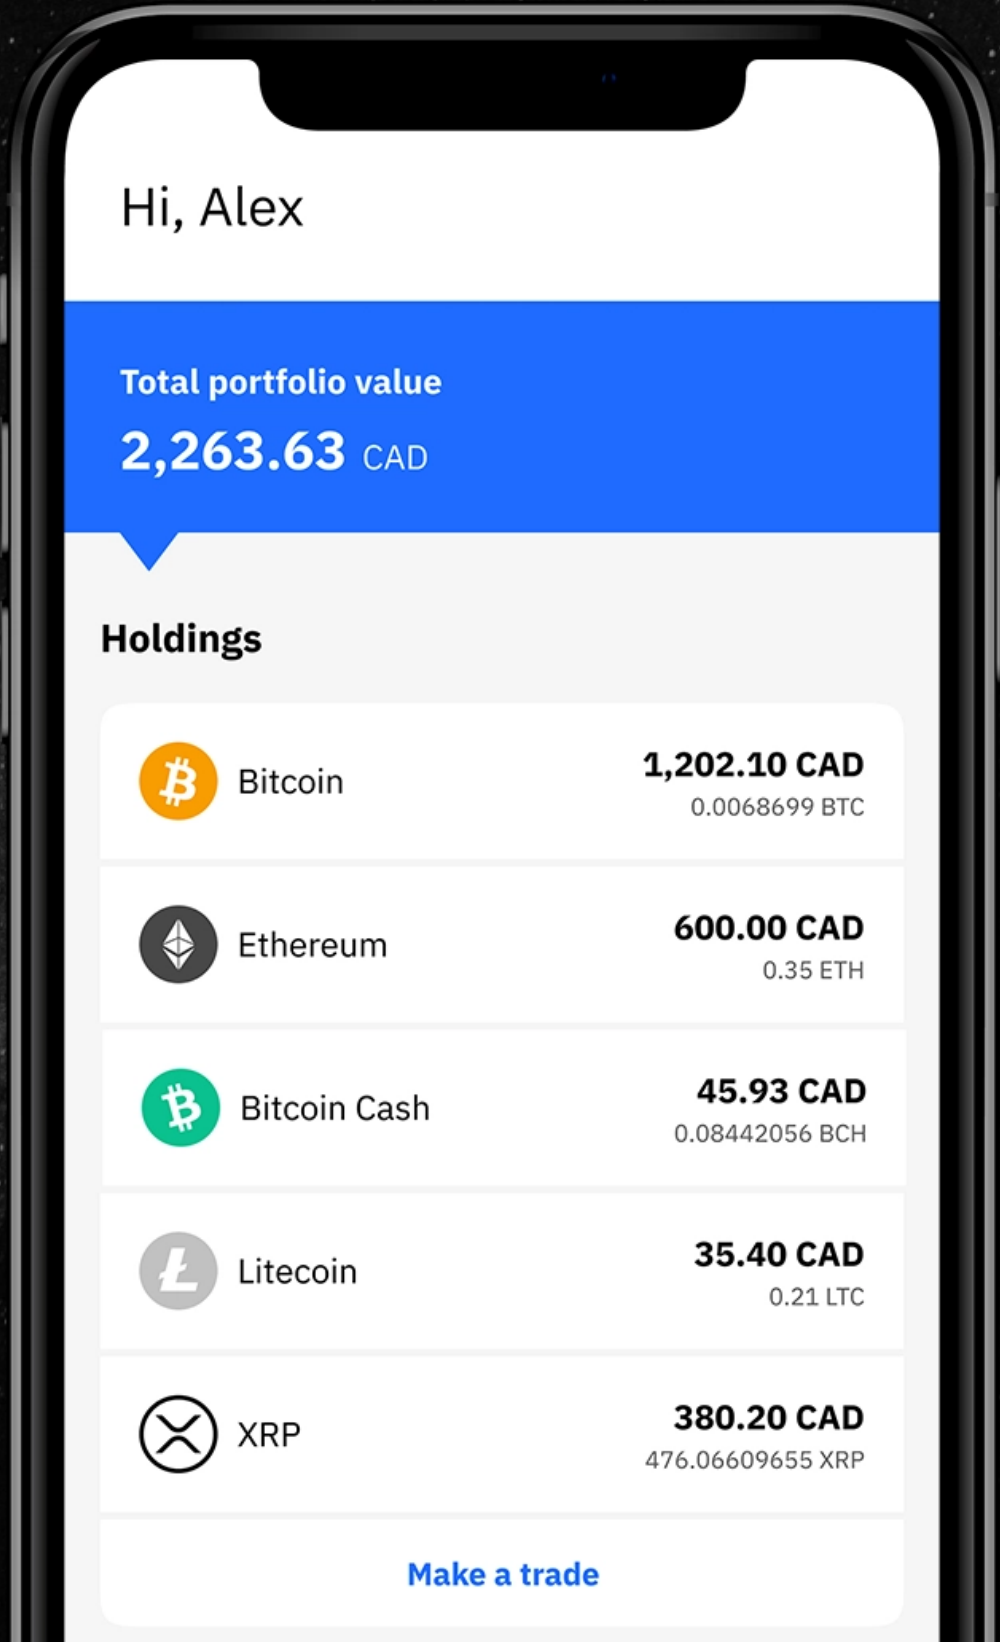 Hi, Alex
Total portfolio value
2,263.63 CAD
Holdings
Bitcoin
1,202.10 CAD
0.0068699 BTC
Ethereum
600.00 CAD
0.35 ETH
Bitcoin Cash
45.93 CAD
0.08442056 BCH
Litecoin
35.40 CAD
0.21 LTC
XRP
380.20 CAD
476.06609655 XRP
Make a trade